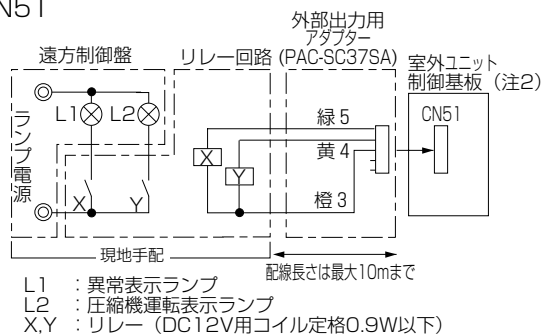 CN51
外部出力用
アダプター
遠方制御盤 リレー回路 (PAC-SC37SA) 室外ユニット
制御基板（注2）
L1 L2
緑 5
CN51
ランプ電源
X
黄 4
Y
X Y
橙 3
現地手配
配線長さは最大10mまで
L1 ：異常表示ランプ
L2 ：圧縮機運転表示ランプ
X,Y ：リレー（DC12V用コイル定格0.9W以下）